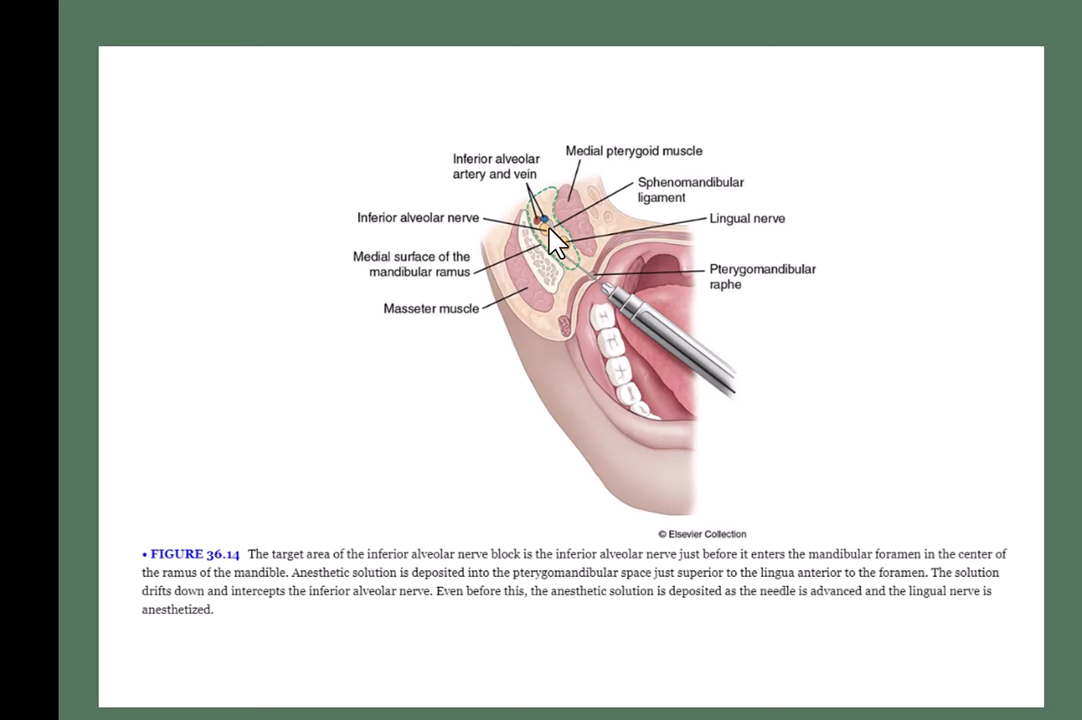 Inferior alveolar
artery and vein
Medial pterygoid muscle
Sphenomandibular
ligament
Inferior alveolar nerve
Lingual nerve
Medial surface of the
mandibular ramus
Pterygomandibular
raphe
Masseter muscle
© Elsevier Collection
• FIGURE 36.14 The target area of the inferior alveolar nerve block is the inferior alveolar nerve just before it enters the mandibular foramen in the center of
the ramus of the mandible. Anesthetic solution is deposited into the pterygomandibular space just superior to the lingua anterior to the foramen. The solution
drifts down and intercepts the inferior alveolar nerve. Even before this, the anesthetic solution is deposited as the needle is advanced and the lingual nerve is
anesthetized.